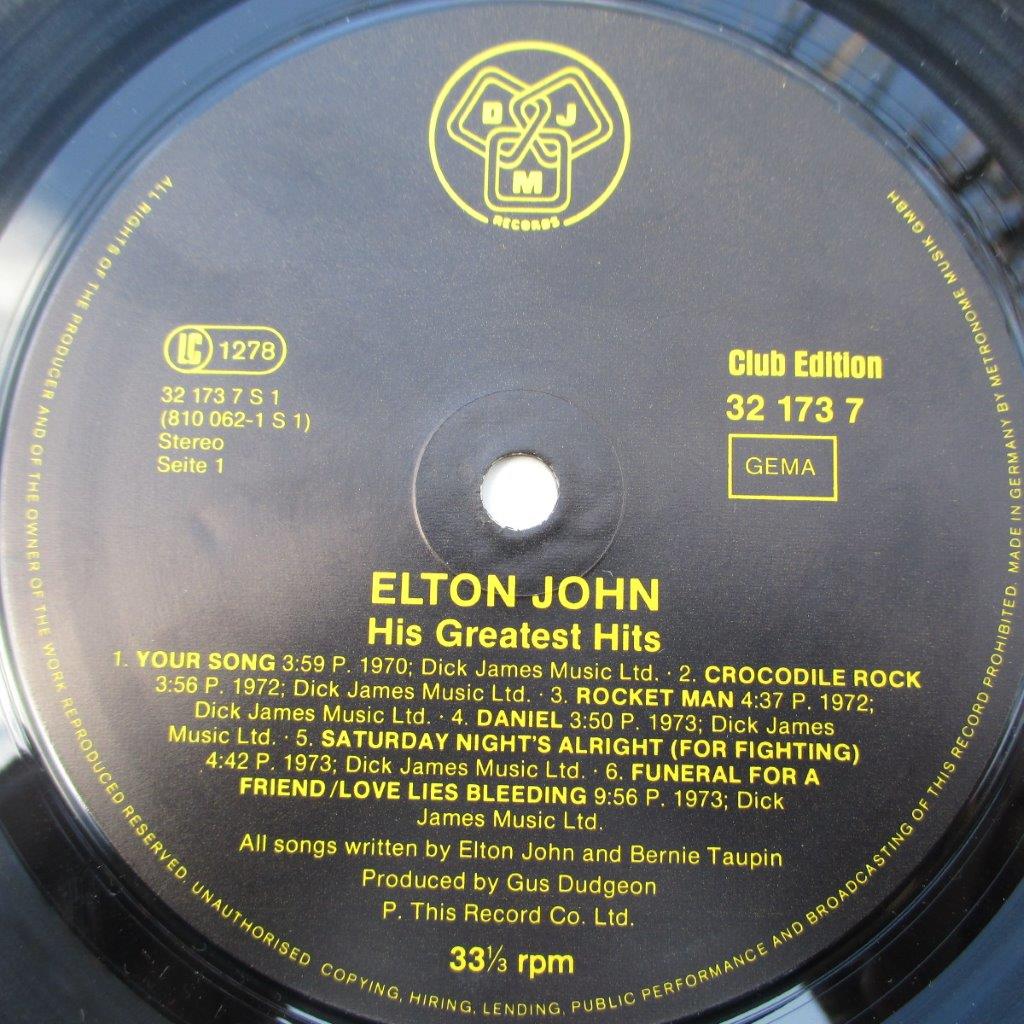 D J
M
RECORDS
LC 1278
32 173 7 S 1
(810 062-1 S 1)
Stereo
Seite 1
Club Edition
32 173 7
GEMA
ELTON JOHN
His Greatest Hits
1. YOUR SONG 3:59 P. 1970; Dick James Music Ltd. · 2. CROCODILE ROCK
3:56 P. 1972; Dick James Music Ltd. · 3. ROCKET MAN 4:37 P. 1972;
Dick James Music Ltd. · 4. DANIEL 3:50 P. 1973; Dick James
Music Ltd. · 5. SATURDAY NIGHT'S ALRIGHT (FOR FIGHTING)
4:42 P. 1973; Dick James Music Ltd. · 6. FUNERAL FOR A
FRIEND/LOVE LIES BLEEDING 9:56 P. 1973; Dick
James Music Ltd.
All songs written by Elton John and Bernie Taupin
Produced by Gus Dudgeon
P. This Record Co. Ltd.
33⅓ rpm
ALL RIGHTS OF THE PRODUCER AND OF THE OWNER OF THE WORK REPRODUCED RESERVED. UNAUTHORISED COPYING, HIRING, LENDING, PUBLIC PERFORMANCE AND BROADCASTING OF THIS RECORD PROHIBITED. MADE IN GERMANY BY METRONOME MUSIK GMBH